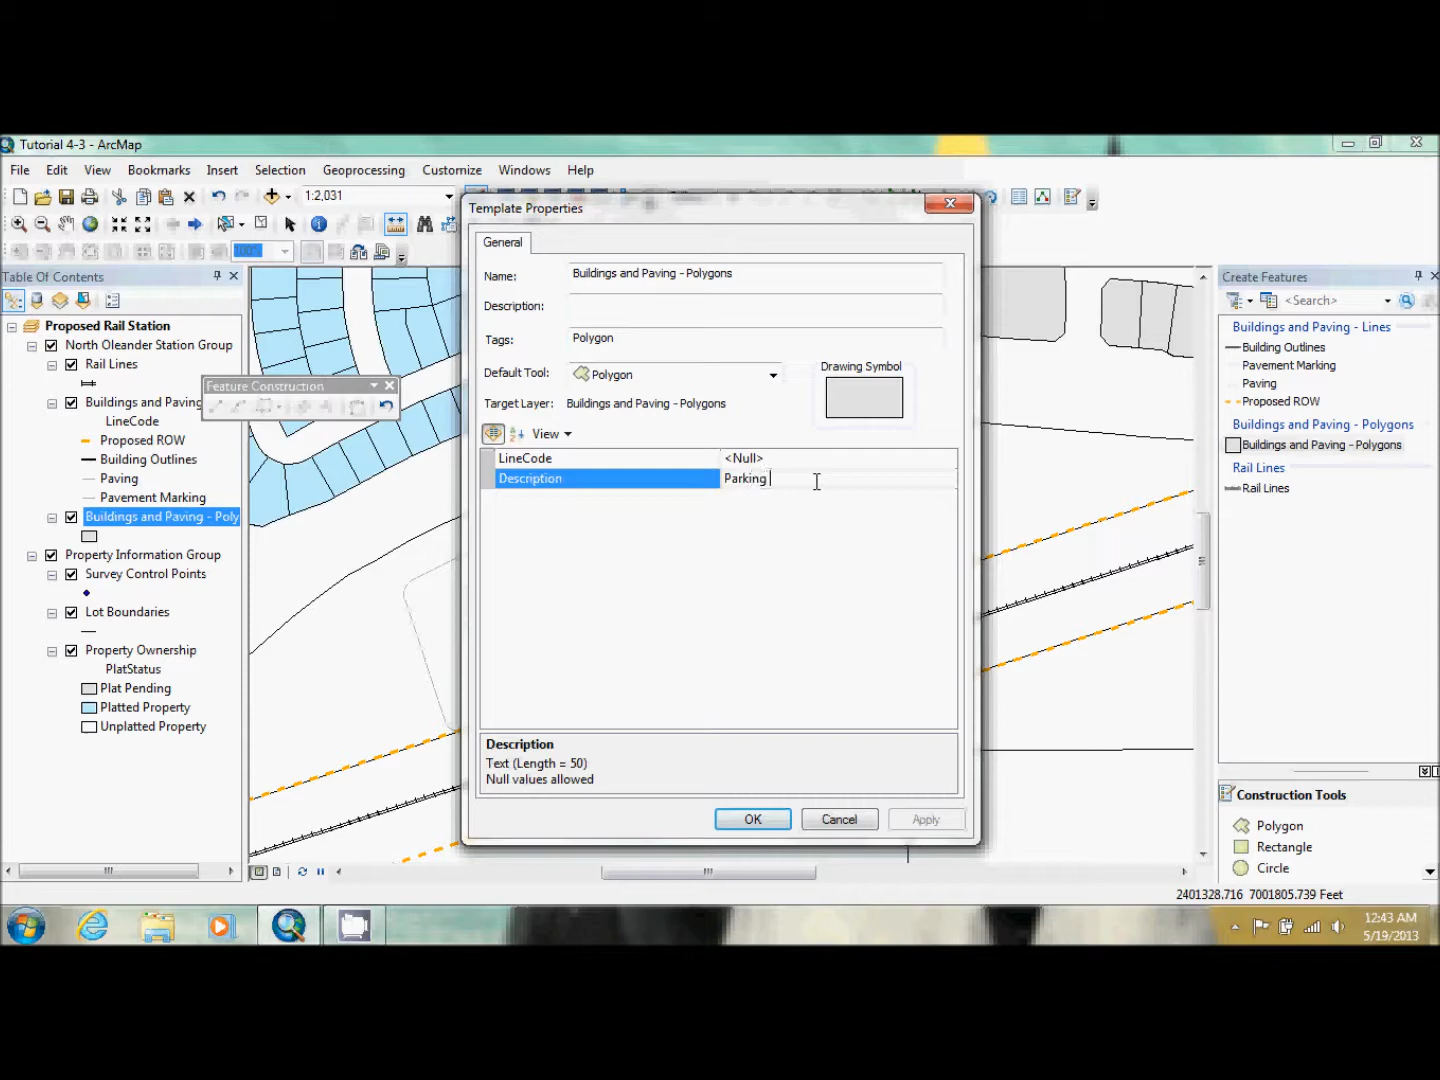 Tutorial 4-3 - ArcMap
File Edit View Bookmarks Insert Selection Geoprocessing Customize Windows Help
1:2,031
100%
Table Of Contents
Proposed Rail Station
North Oleander Station Group
Rail Lines
Buildings and Paving
LineCode
Proposed ROW
Building Outlines
Paving
Pavement Marking
Buildings and Paving - Poly
Property Information Group
Survey Control Points
Lot Boundaries
Property Ownership
PlatStatus
Plat Pending
Platted Property
Unplatted Property
Feature Construction
Template Properties
General
Name: Buildings and Paving - Polygons
Description:
Tags: Polygon
Default Tool: Polygon
Drawing Symbol
Target Layer: Buildings and Paving - Polygons
View
LineCode <Null>
Description Parking
Description
Text (Length = 50)
Null values allowed
OK Cancel Apply
Create Features
<Search>
Buildings and Paving - Lines
Building Outlines
Pavement Marking
Paving
Proposed ROW
Buildings and Paving - Polygons
Buildings and Paving - Polygons
Rail Lines
Rail Lines
Construction Tools
Polygon
Rectangle
Circle
2401328.716 7001805.739 Feet
12:43 AM
5/19/2013